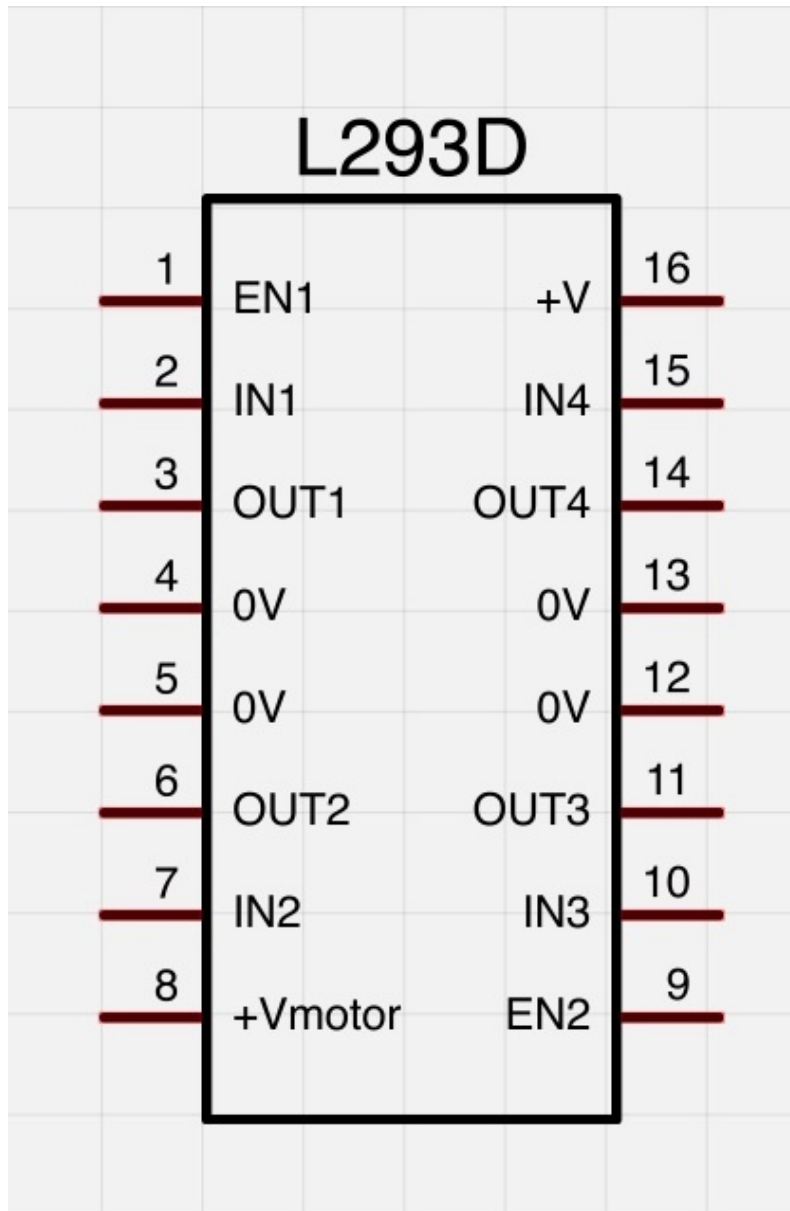 L293D
1 EN1 +V 16
2 IN1 IN4 15
3 OUT1 OUT4 14
4 0V 0V 13
5 0V 0V 12
6 OUT2 OUT3 11
7 IN2 IN3 10
8 +Vmotor EN2 9